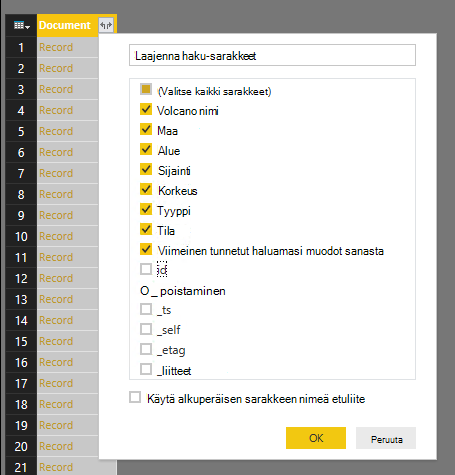 Document
Laajenna haku-sarakkeet
1 Record
2 Record
3 Record
4 Record
5 Record
6 Record
7 Record
8 Record
9 Record
10 Record
11 Record
12 Record
13 Record
14 Record
15 Record
16 Record
17 Record
18 Record
19 Record
20 Record
21 Record
(Valitse kaikki sarakkeet)
Volcano nimi
Maa
Alue
Sijainti
Korkeus
Tyyppi
Tila
Viimeinen tunnetut haluamasi muodot sanasta
id
O_ poistaminen
_ts
_self
_etag
_liitteet
Käytä alkuperäisen sarakkeen nimeä etuliite
OK
Peruuta